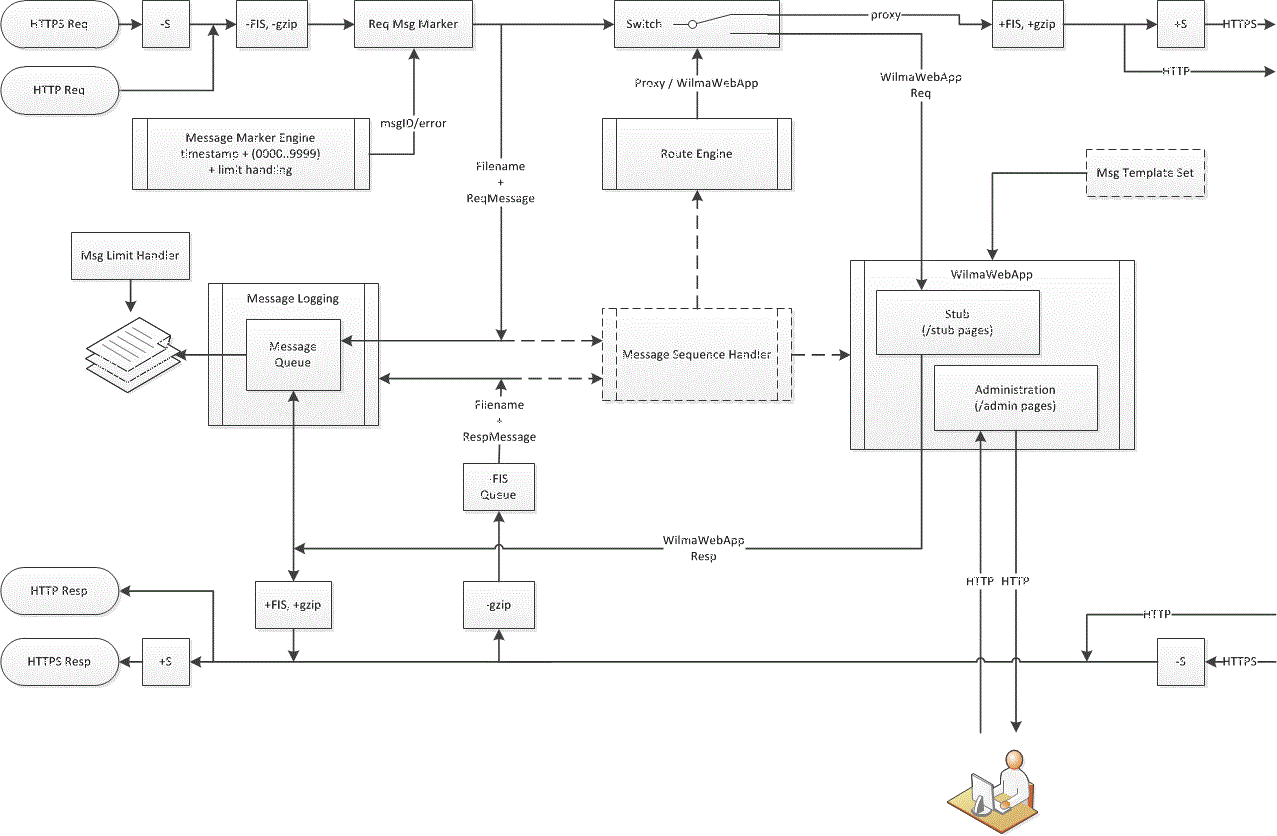 HTTPS Req
-S
-FIS, -gzip
Req Msg Marker
Switch
proxy
+FIS, +gzip
+S
HTTPS
HTTP
HTTP Req
Proxy / WilmaWebApp
WilmaWebApp
Req
msgID/error
Message Marker Engine
timestamp + (0000..9999)
+ limit handling
Route Engine
Filename
+
ReqMessage
Msg Template Set
Msg Limit Handler
WilmaWebApp
Message Logging
Stub
(/stub pages)
Message
Queue
Message Sequence Handler
Administration
(/admin pages)
Filename
+
RespMessage
-FIS
Queue
WilmaWebApp
Resp
HTTP Resp
+FIS, +gzip
-gzip
HTTP
HTTP
HTTP
HTTPS Resp
+S
-S
HTTPS